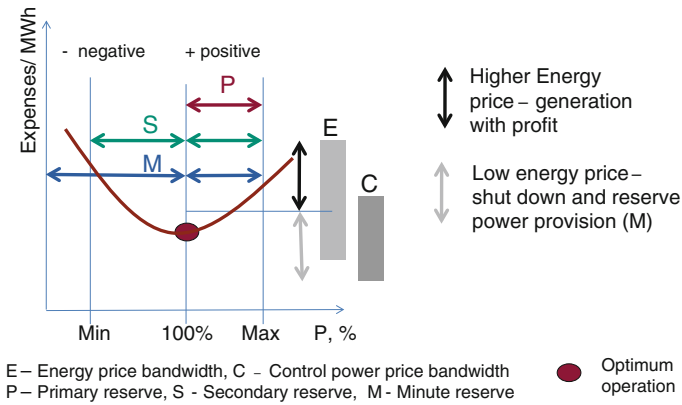 Expenses/ MWh
- negative
+ positive
P
S
M
E
C
Min
100%
Max
P, %
Higher Energy
price – generation
with profit
Low energy price –
shut down and reserve
power provision (M)
E – Energy price bandwidth, C - Control power price bandwidth
P – Primary reserve, S - Secondary reserve, M - Minute reserve
Optimum
operation